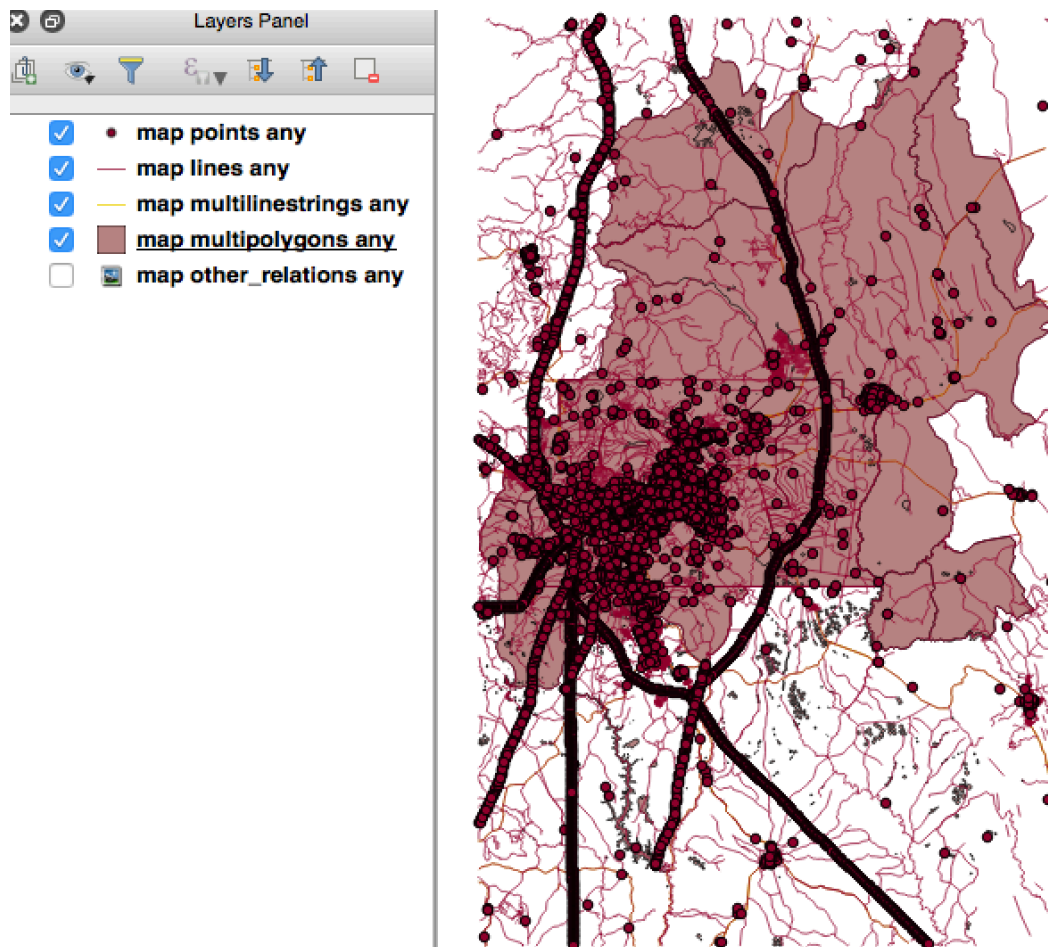 Layers Panel
map points any
map lines any
map multilinestrings any
map multipolygons any
map other_relations any